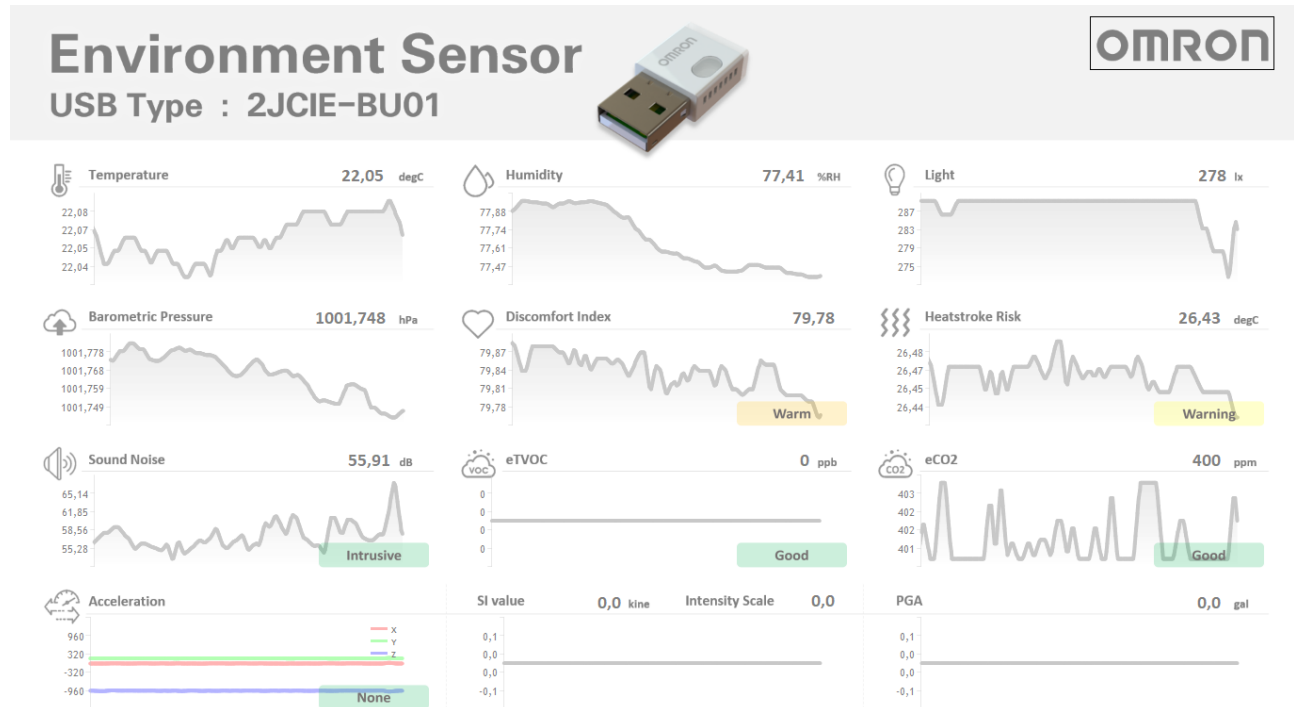 Environment Sensor
USB Type : 2JCIE-BU01
OMRON
OMRON
Temperature 22,05 degC
22,08
22,07
22,05
22,04
Humidity 77,41 %RH
77,88
77,74
77,61
77,47
Light 278 lx
287
283
279
275
Barometric Pressure 1001,748 hPa
1001,778
1001,768
1001,759
1001,749
Discomfort Index 79,78
79,87
79,84
79,81
79,78
Warm
Heatstroke Risk 26,43 degC
26,48
26,47
26,45
26,44
Warning
Sound Noise 55,91 dB
65,14
61,85
58,56
55,28
Intrusive
VOC
eTVOC 0 ppb
0
0
0
0
Good
CO2
eCO2 400 ppm
403
402
402
401
Good
Acceleration
960
320
-320
-960
X
Y
Z
None
SI value 0,0 kine Intensity Scale 0,0
0,1
0,0
0,0
-0,1
PGA 0,0 gal
0,1
0,0
0,0
-0,1